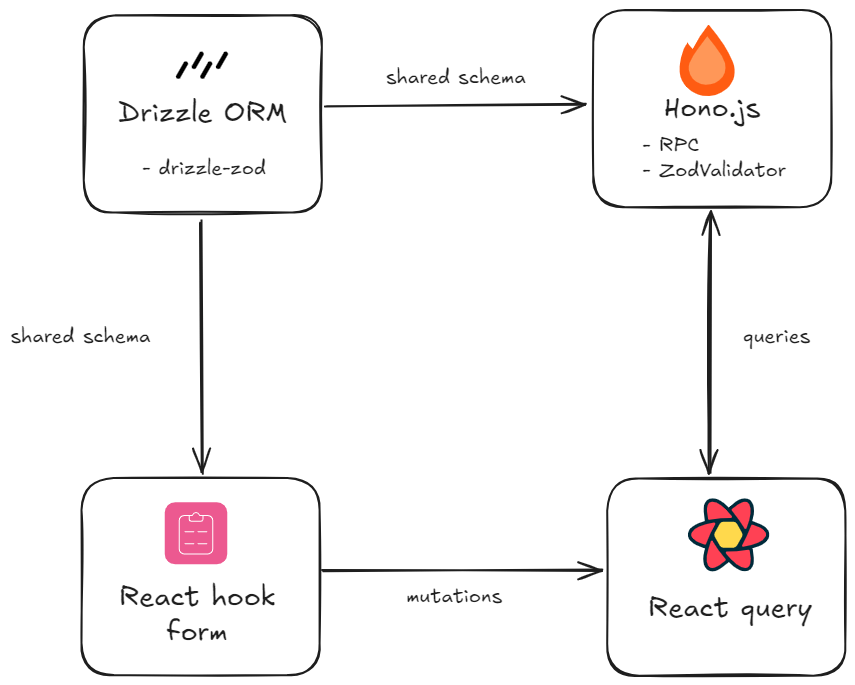 Drizzle ORM
- drizzle-zod
shared schema
Hono.js
- RPC
- ZodValidator
shared schema
queries
React hook
form
mutations
React query